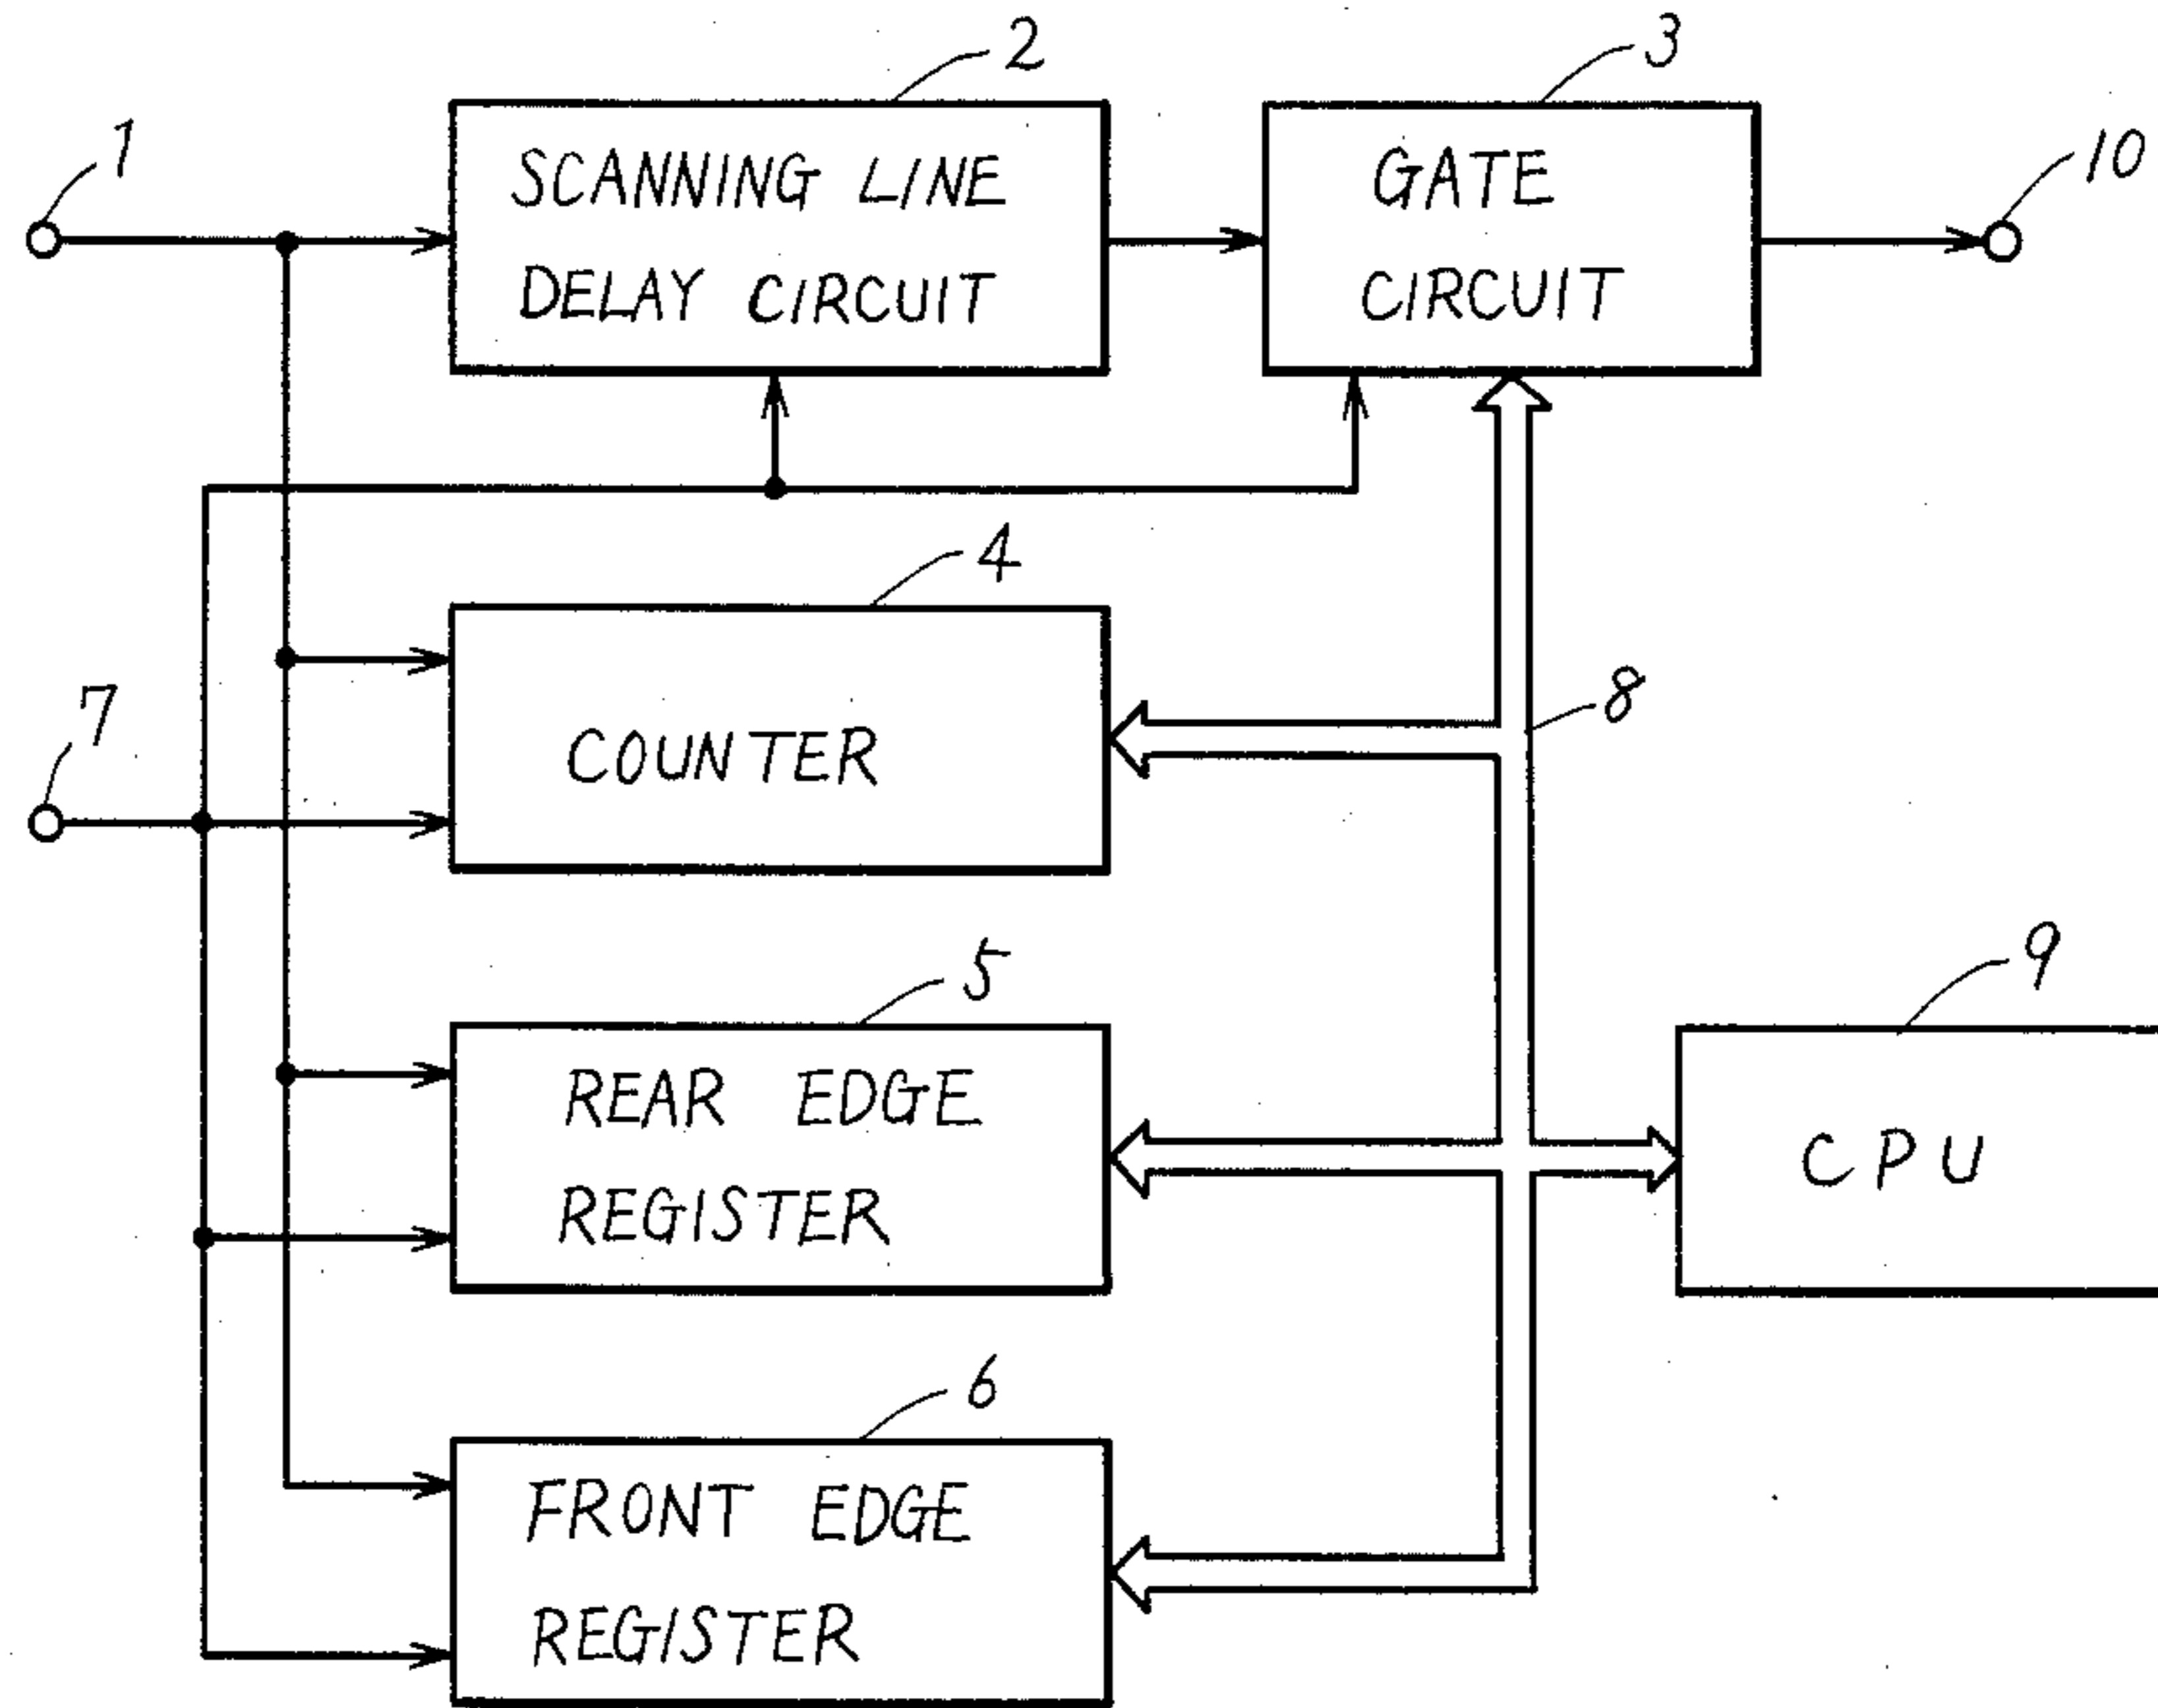 2
3
1
10
SCANNING LINE
DELAY CIRCUIT
GATE
CIRCUIT
4
8
7
COUNTER
5
9
REAR EDGE
REGISTER
CPU
6
FRONT EDGE
REGISTER